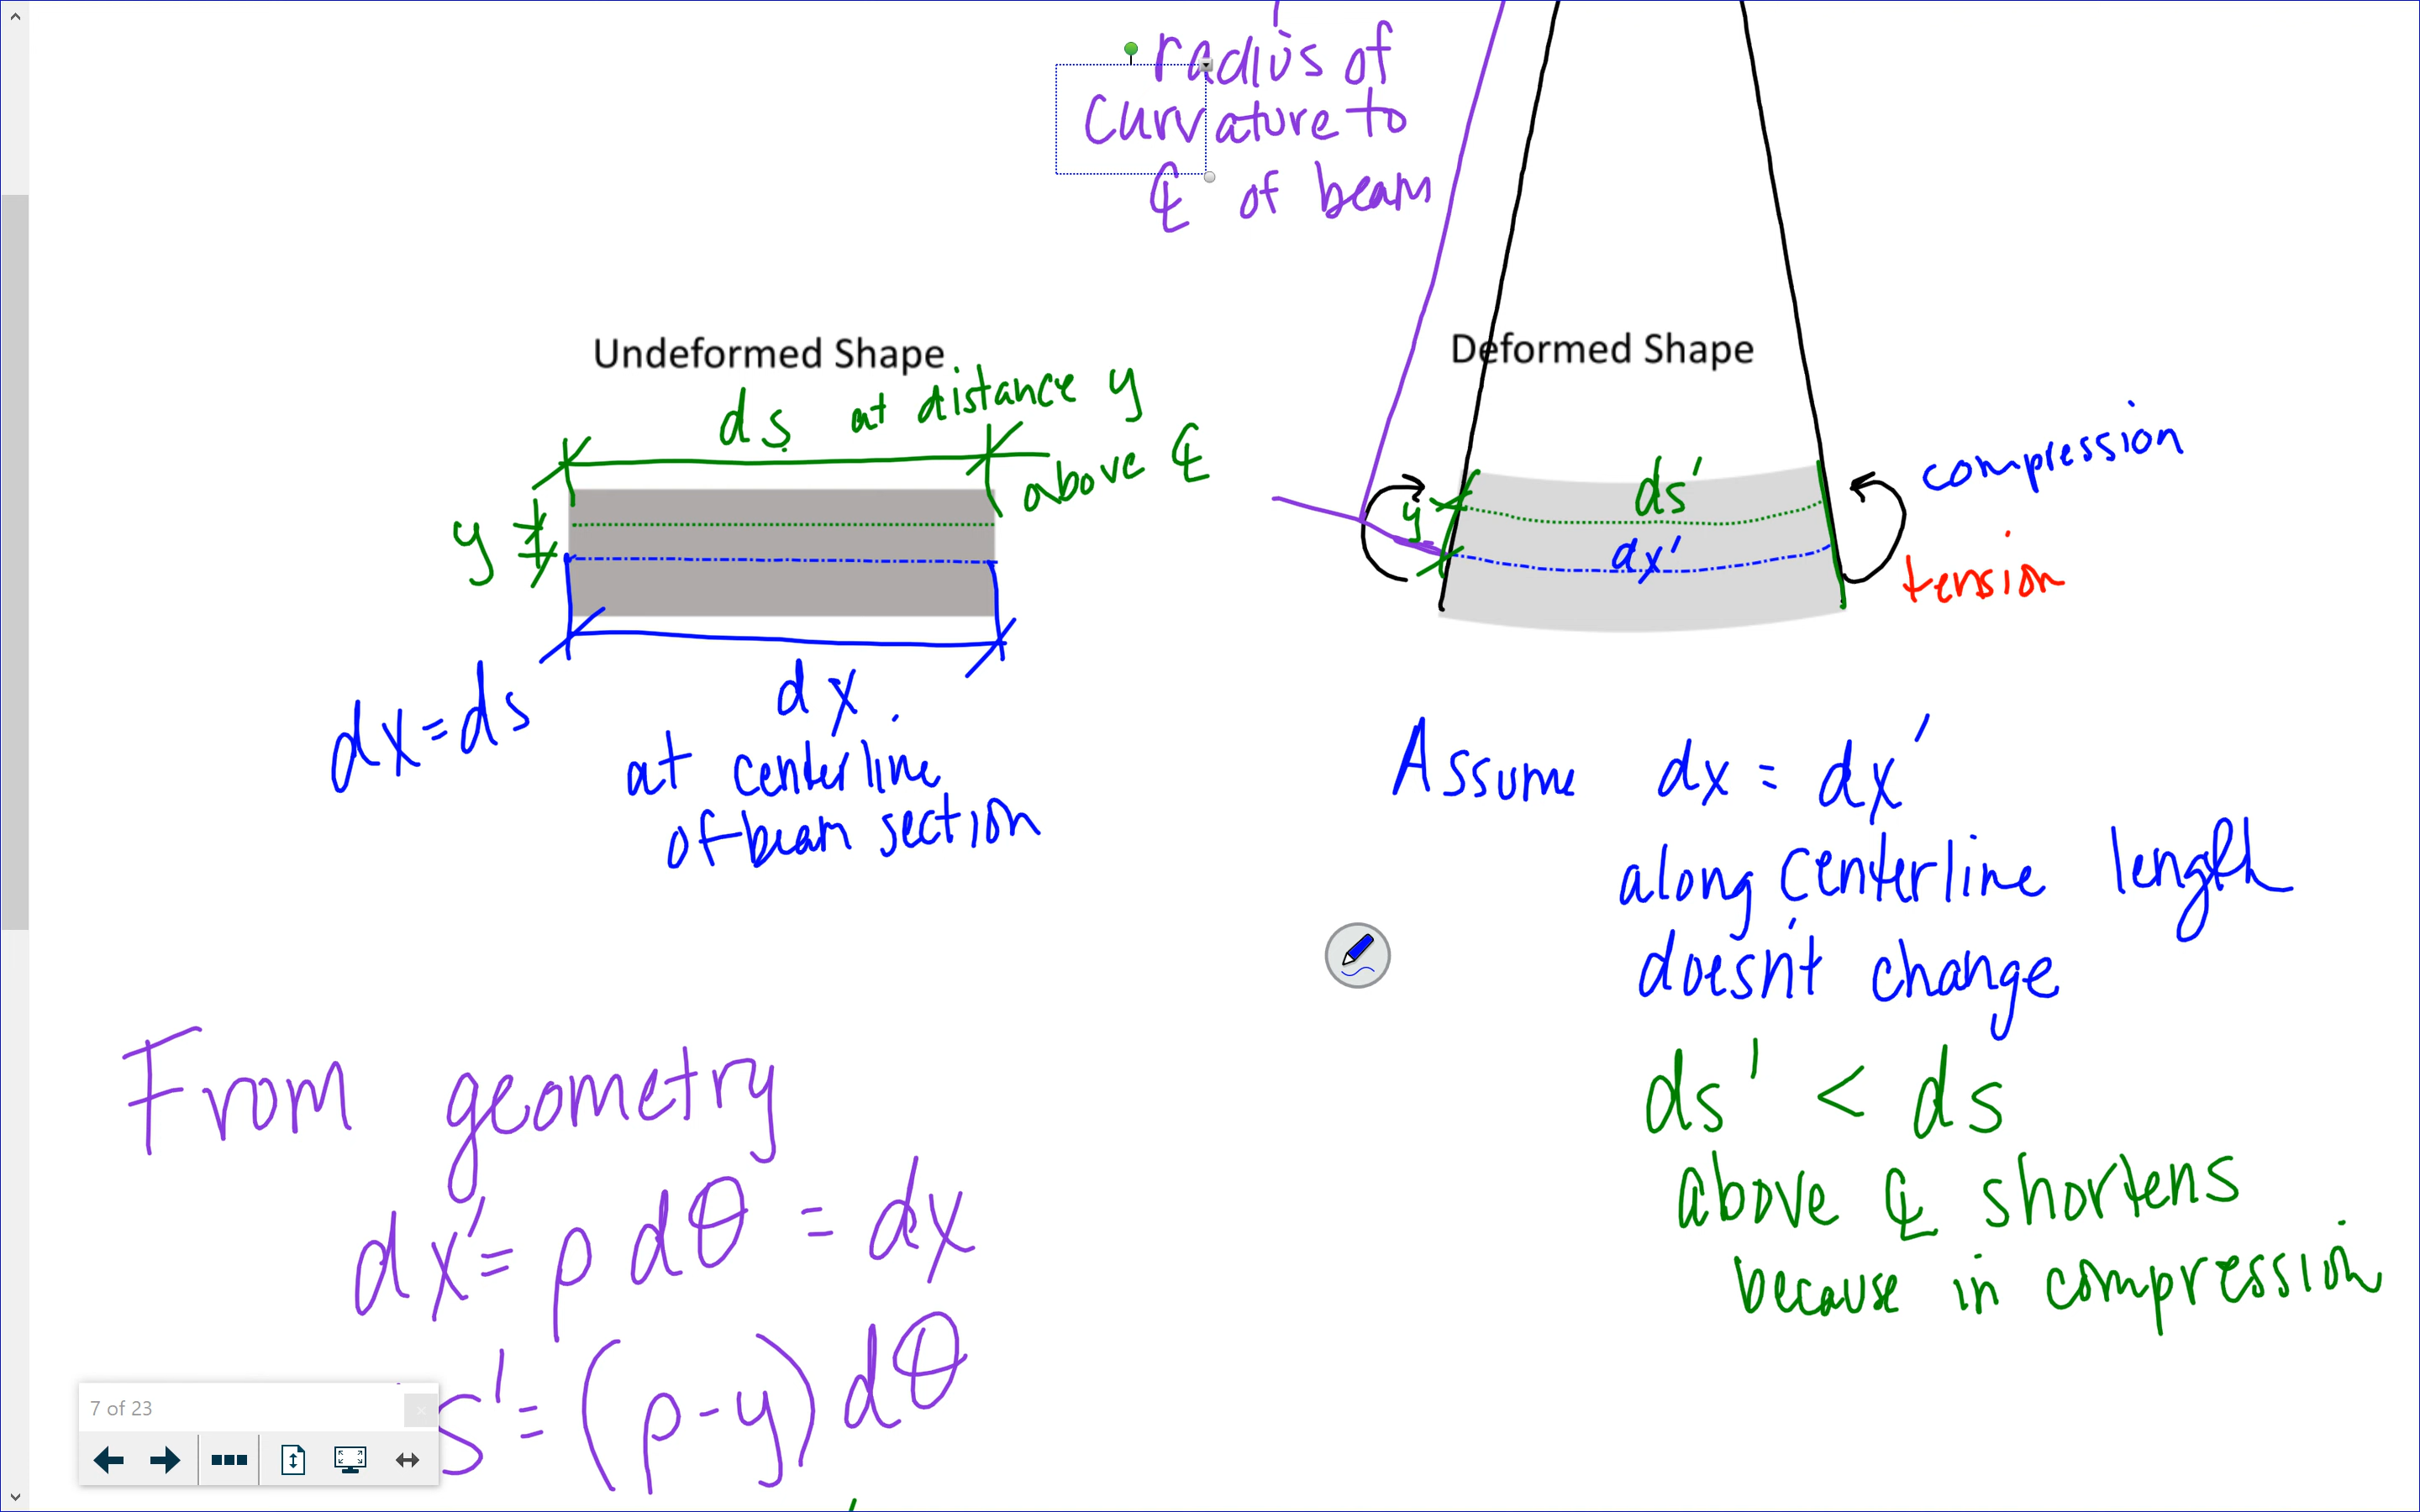 radius of
curvature to
℄ of beam
Undeformed Shape
Deformed Shape
ds at distance y
above ℄
y
dx = ds
dx
at centerline
of beam section
y
ds'
dx'
compression
tension
Assume dx = dx'
along centerline length
doesn't change
ds' < ds
above ℄ shortens
because in compression
From geometry
dx' = ρ dθ = dx
s' = (ρ - y) dθ
7 of 23